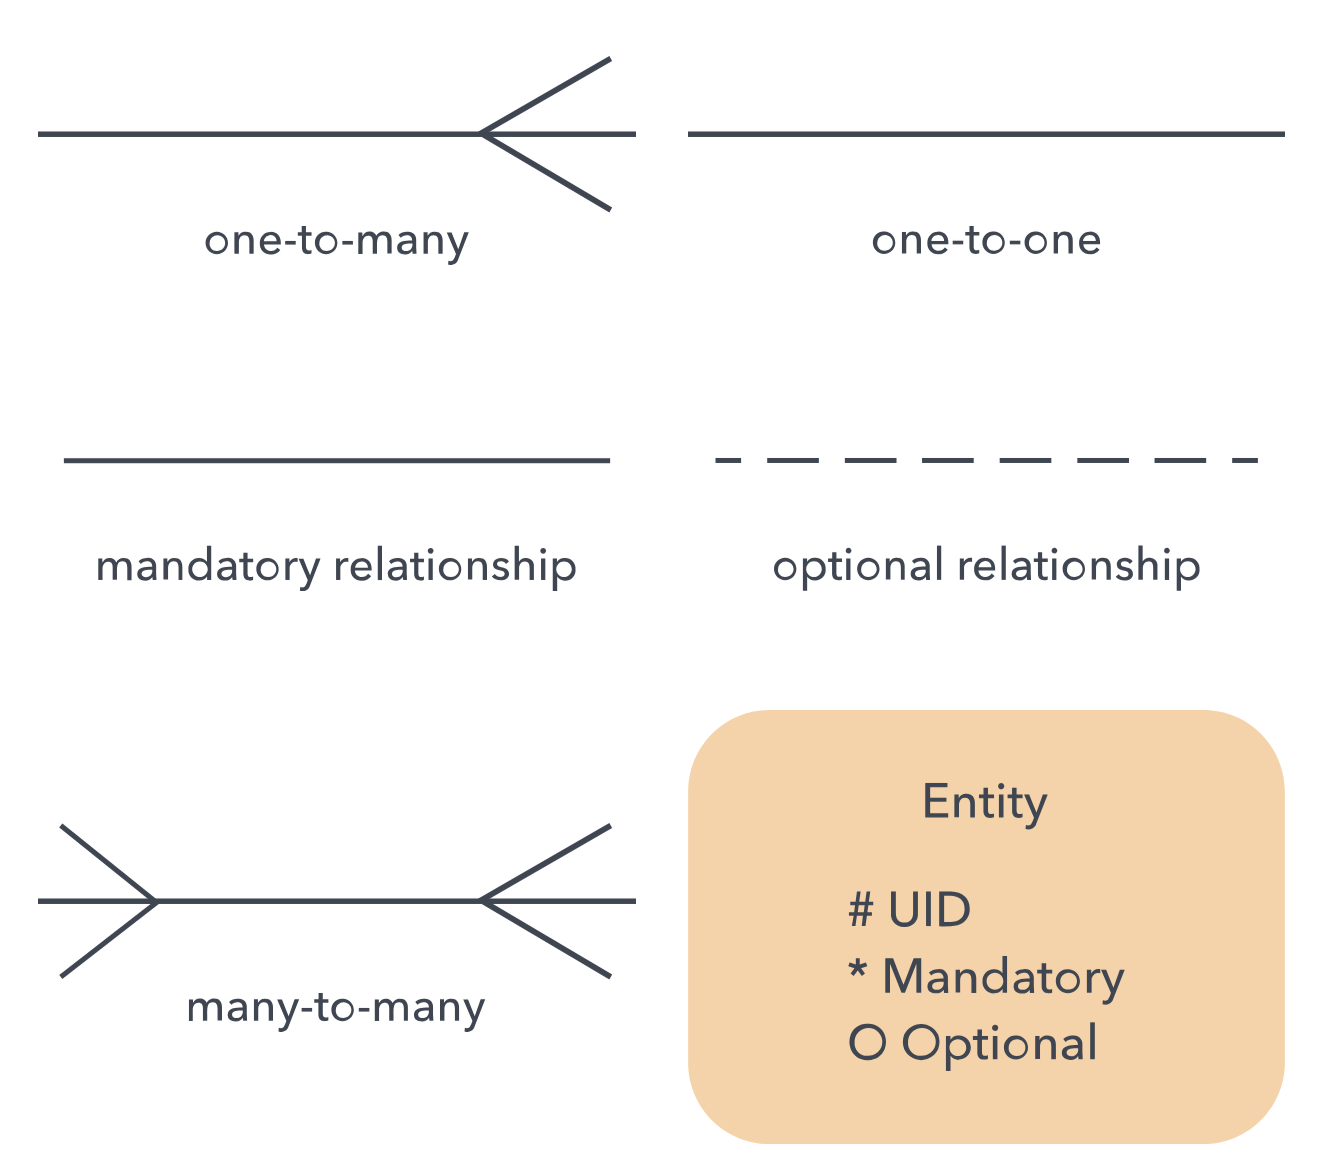 one-to-many
one-to-one
mandatory relationship
optional relationship
many-to-many
Entity
# UID
* Mandatory
O Optional